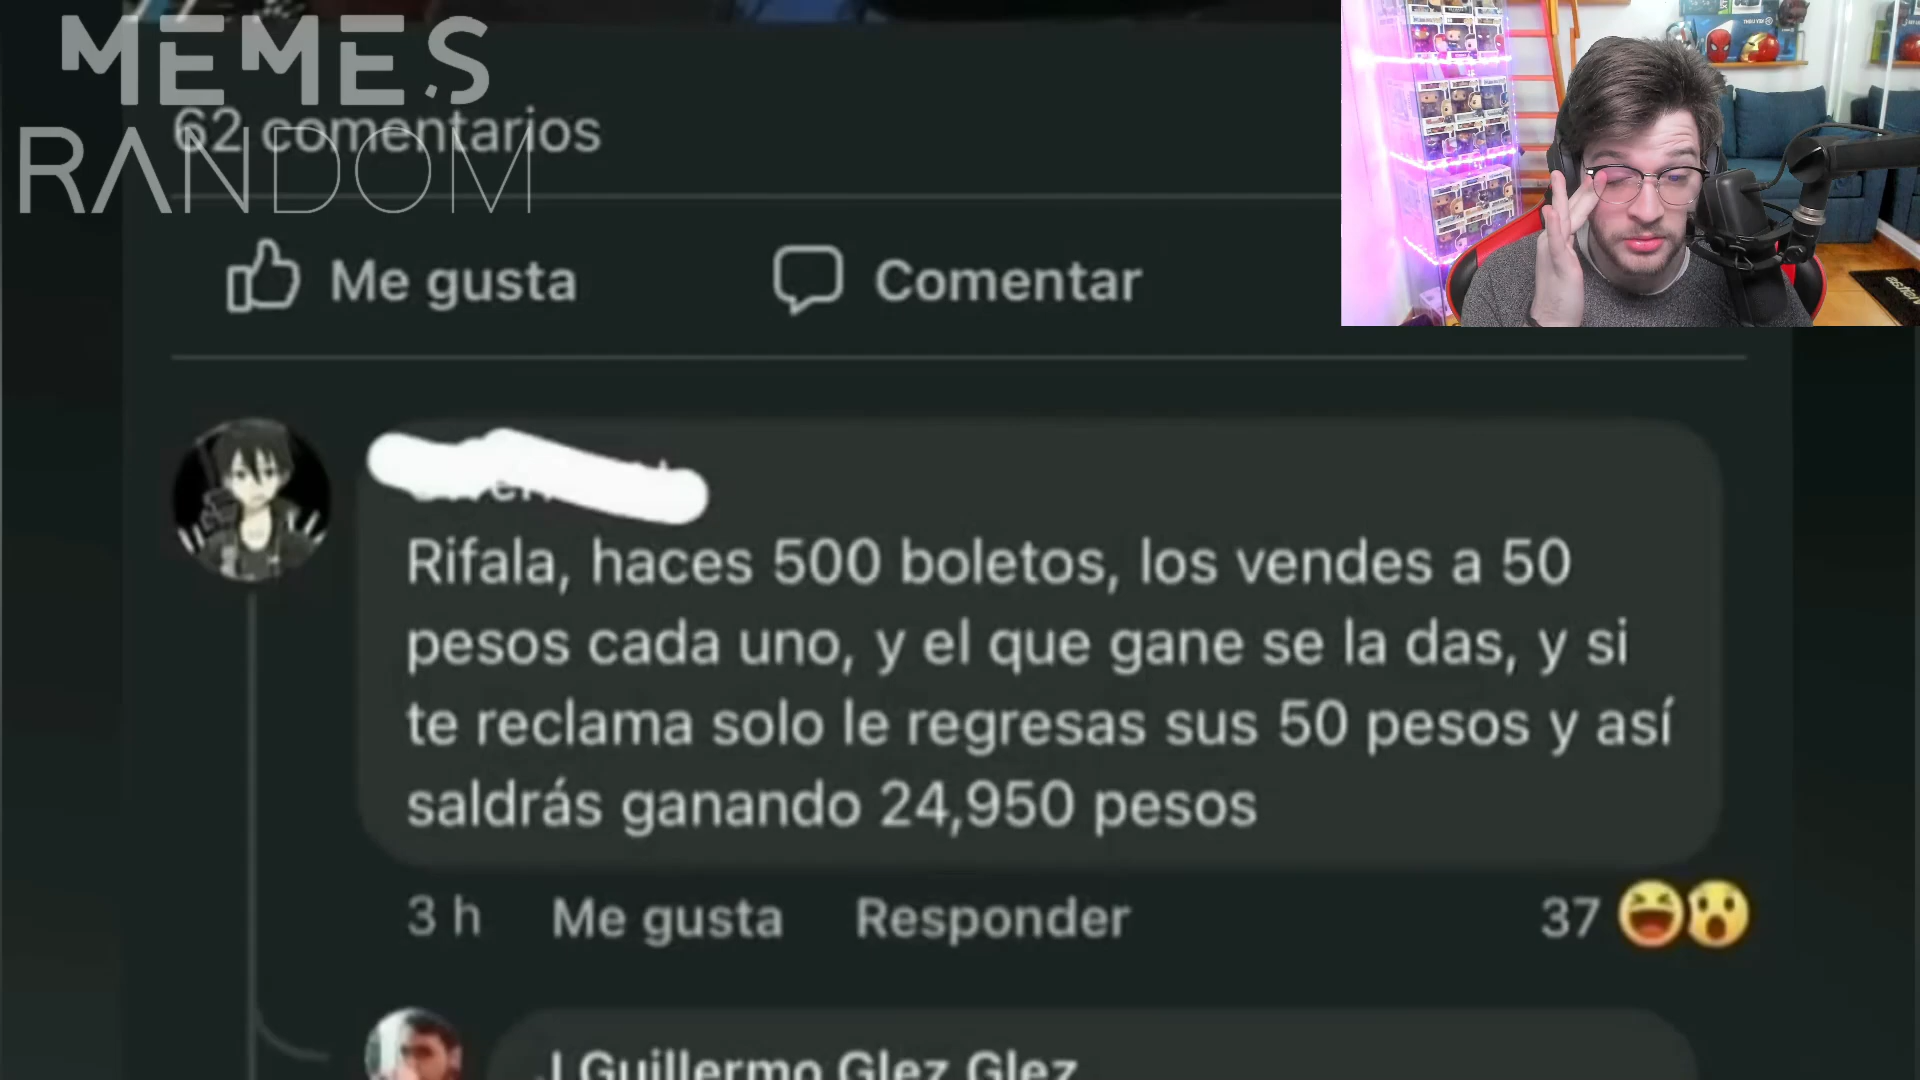 MEMES
RANDOM
62 comentarios
Me gusta
Comentar
Rifala, haces 500 boletos, los vendes a 50
pesos cada uno, y el que gane se la das, y si
te reclama solo le regresas sus 50 pesos y así
saldrás ganando 24,950 pesos
3 h Me gusta Responder 37
J Guillermo Glez Glez